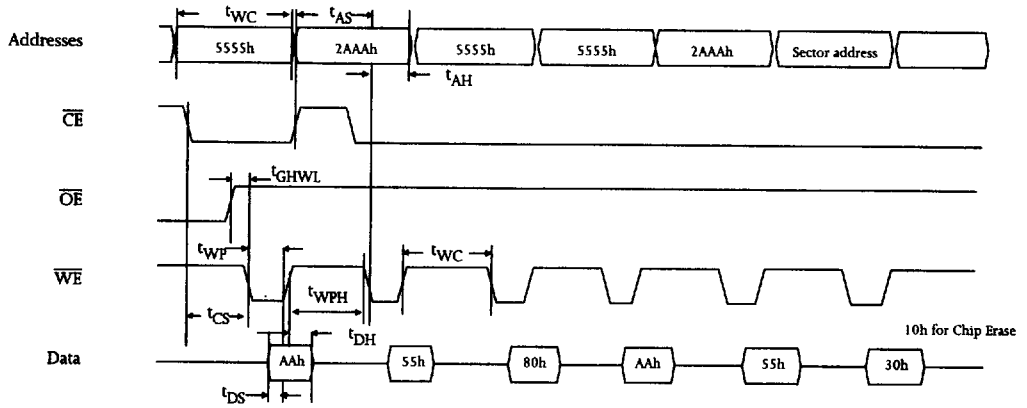 tWC
tAS
Addresses
5555h
2AAAh
5555h
5555h
2AAAh
Sector address
tAH
CE
tGHWL
OE
tWP
tWC
WE
tWPH
tCS
tDH
10h for Chip Erase
Data
AAh
55h
80h
AAh
55h
30h
tDS